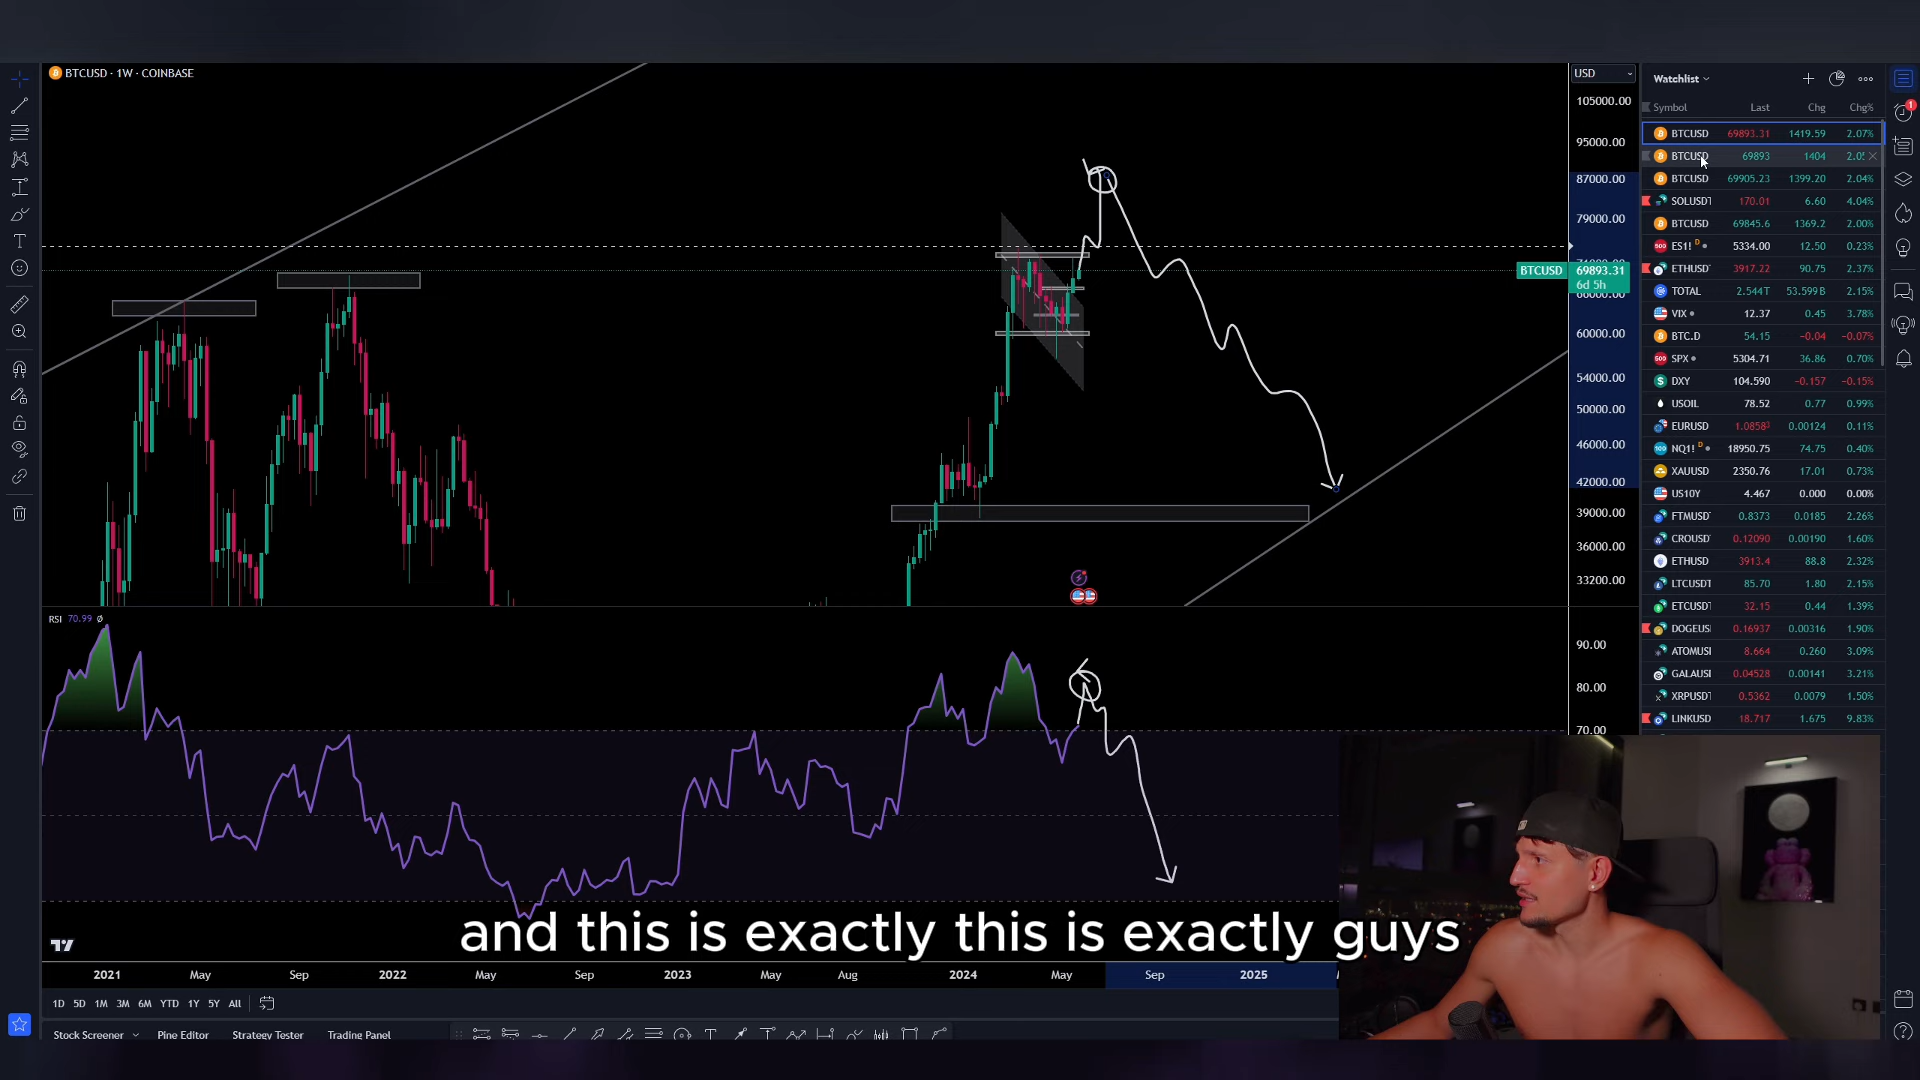 BTCUSD · 1W · COINBASE
USD
105000.00
95000.00
87000.00
79000.00
BTCUSD 69893.31
6d 5h
60000.00
54000.00
50000.00
46000.00
42000.00
39000.00
36000.00
33200.00
RSI 70.99 Ø
90.00
80.00
70.00
and this is exactly this is exactly guys
2021 May Sep 2022 May Sep 2023 May Aug 2024 May Sep 2025
1D 5D 1M 3M 6M YTD 1Y 5Y All
Stock Screener Pine Editor Strategy Tester Trading Panel
Watchlist
Symbol Last Chg Chg%
BTCUSD 69893.31 1419.59 2.07%
BTCUSD 69893 1404
BTCUSD 69905.23 1399.20 2.04%
SOLUSDT 170.01 6.60 4.04%
BTCUSD 69845.6 1369.2 2.00%
ES1! D 5334.00 12.50 0.23%
ETHUSDT 3917.22 90.75 2.37%
TOTAL 2.544T 53.599B 2.15%
VIX 12.37 0.45 3.78%
BTC.D 54.15 −0.04 −0.07%
SPX 5304.71 36.86 0.70%
DXY 104.590 −0.157 −0.15%
USOIL 78.52 0.77 0.99%
EURUSD 1.08583 0.00124 0.11%
NQ1! D 18950.75 74.75 0.40%
XAUUSD 2350.76 17.01 0.73%
US10Y 4.467 0.000 0.00%
FTMUSD 0.8373 0.0185 2.26%
CROUSD 0.12090 0.00190 1.60%
ETHUSD 3913.4 88.8 2.32%
LTCUSDT 85.70 1.80 2.15%
ETCUSDT 32.15 0.44 1.39%
DOGEUS 0.16937 0.00316 1.90%
ATOMUS 8.664 0.260 3.09%
GALAUS 0.04528 0.00141 3.21%
XRPUSDT 0.5362 0.0079 1.50%
LINKUSD 18.717 1.675 9.83%